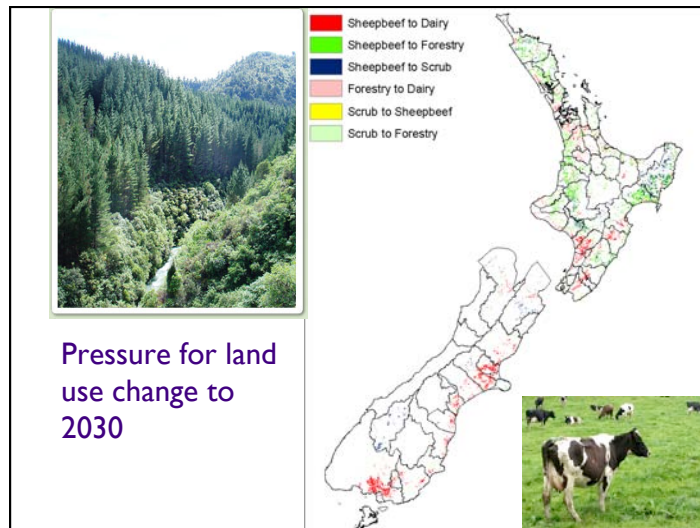 Sheepbeef to Dairy
Sheepbeef to Forestry
Sheepbeef to Scrub
Forestry to Dairy
Scrub to Sheepbeef
Scrub to Forestry
Pressure for land
use change to
2030